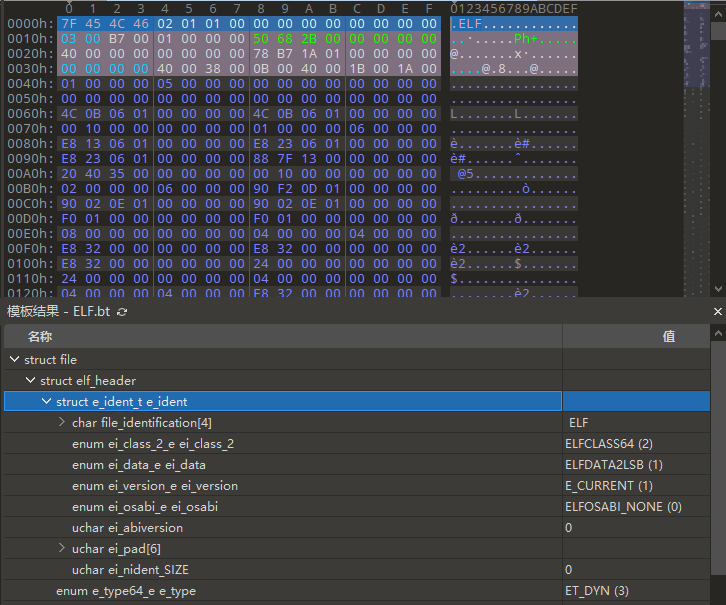 0 1 2 3 4 5 6 7 8 9 A B C D E F 0123456789ABCDEF
0000h: 7F 45 4C 46 02 01 01 00 00 00 00 00 00 00 00 00 .ELF............
0010h: 03 00 B7 00 01 00 00 00 50 68 2B 00 00 00 00 00 ..·.....Ph+.....
0020h: 40 00 00 00 00 00 00 00 78 B7 1A 01 00 00 00 00 @.......x·......
0030h: 00 00 00 00 40 00 38 00 0B 00 40 00 1B 00 1A 00 ....@.8...@.....
0040h: 01 00 00 00 05 00 00 00 00 00 00 00 00 00 00 00 ................
0050h: 00 00 00 00 00 00 00 00 00 00 00 00 00 00 00 00 ................
0060h: 4C 0B 06 01 00 00 00 00 4C 0B 06 01 00 00 00 00 L.......L.......
0070h: 00 10 00 00 00 00 00 00 01 00 00 00 06 00 00 00 ................
0080h: E8 13 06 01 00 00 00 00 E8 23 06 01 00 00 00 00 è.......è#......
0090h: E8 23 06 01 00 00 00 00 88 7F 13 00 00 00 00 00 è#......ˆ.......
00A0h: 20 40 35 00 00 00 00 00 00 10 00 00 00 00 00 00  @5.............
00B0h: 02 00 00 00 06 00 00 00 90 F2 0D 01 00 00 00 00 .........ò......
00C0h: 90 02 0E 01 00 00 00 00 90 02 0E 01 00 00 00 00 ................
00D0h: F0 01 00 00 00 00 00 00 F0 01 00 00 00 00 00 00 ð.......ð.......
00E0h: 08 00 00 00 00 00 00 00 04 00 00 00 04 00 00 00 ................
00F0h: E8 32 00 00 00 00 00 00 E8 32 00 00 00 00 00 00 è2......è2......
0100h: E8 32 00 00 00 00 00 00 24 00 00 00 00 00 00 00 è2......$.......
0110h: 24 00 00 00 00 00 00 00 04 00 00 00 00 00 00 00 $...............
0120h: 04 00 00 00 04 00 00 00 E8 32 00 00 00 00 00 00 ........è2......
模板结果 - ELF.bt
名称 值
struct file
struct elf_header
struct e_ident_t e_ident
char file_identification[4] ELF
enum ei_class_2_e ei_class_2 ELFCLASS64 (2)
enum ei_data_e ei_data ELFDATA2LSB (1)
enum ei_version_e ei_version E_CURRENT (1)
enum ei_osabi_e ei_osabi ELFOSABI_NONE (0)
uchar ei_abiversion 0
uchar ei_pad[6]
uchar ei_nident_SIZE 0
enum e_type64_e e_type ET_DYN (3)